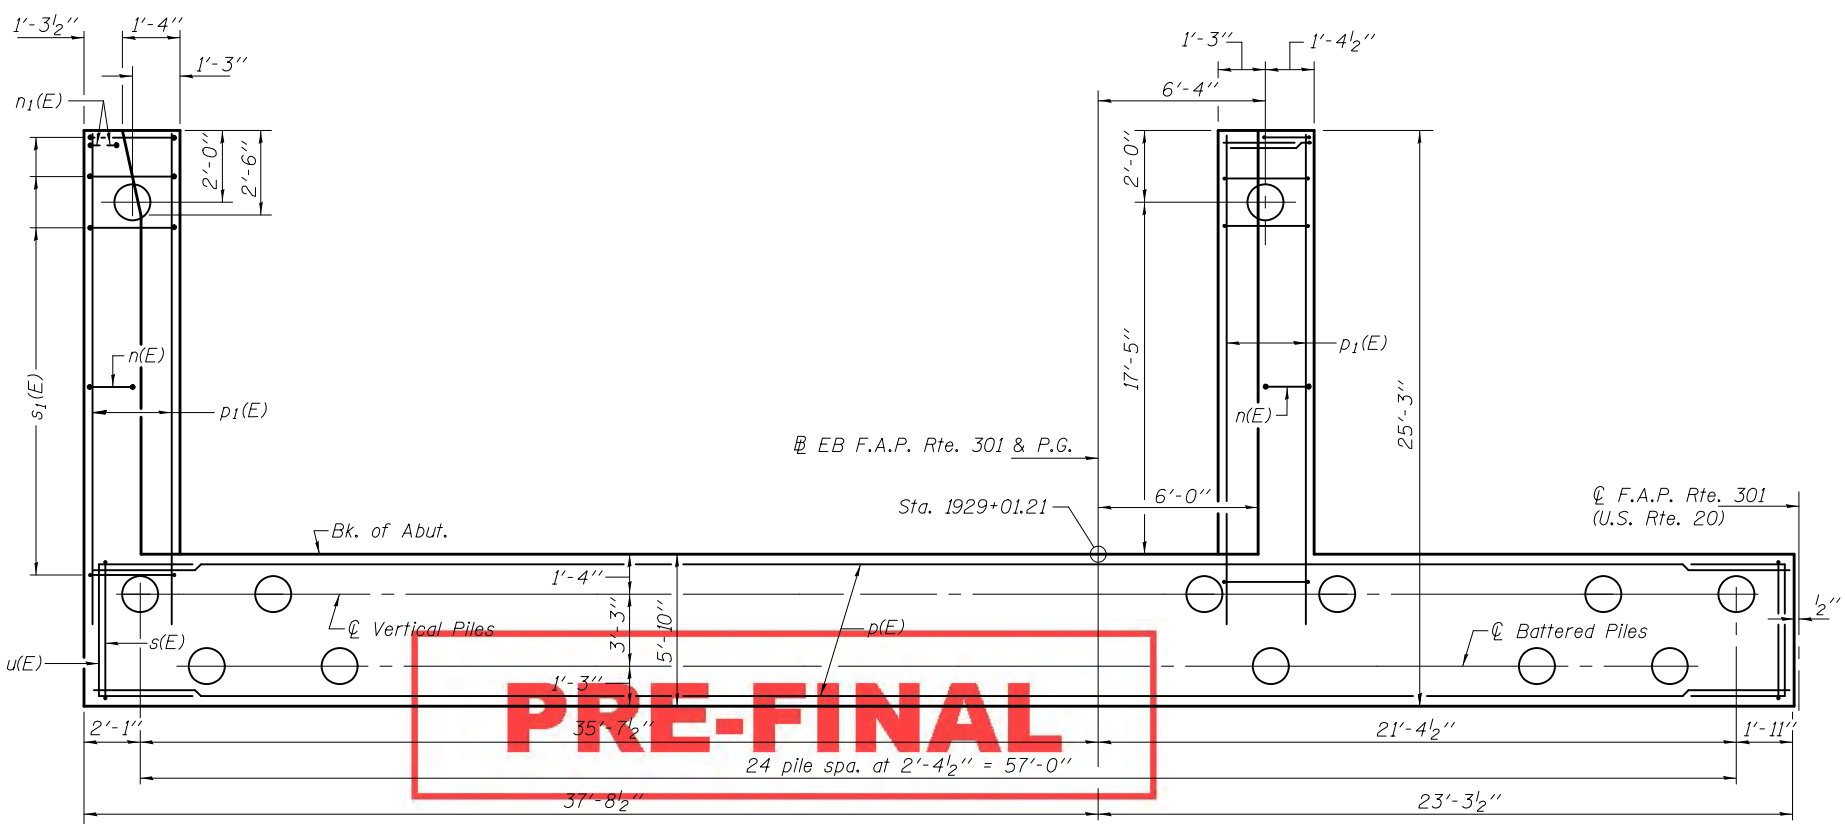 1'-3½"
1'-4"
1'-3"
n₁(E)
2'-0"
2'-6"
n(E)
s₁(E)
p₁(E)
1'-3"
1'-4½"
6'-4"
2'-0"
17'-5"
p₁(E)
n(E)
25'-3"
℄ EB F.A.P. Rte. 301 & P.G.
6'-0"
Sta. 1929+01.21
℄ F.A.P. Rte. 301
(U.S. Rte. 20)
Bk. of Abut.
1'-4"
3'-3"
5'-10"
1'-3"
℄ Vertical Piles
p(E)
℄ Battered Piles
½"
s(E)
u(E)
PRE-FINAL
2'-1"
35'-7½"
21'-4½"
1'-11"
24 pile spa. at 2'-4½" = 57'-0"
37'-8½"
23'-3½"